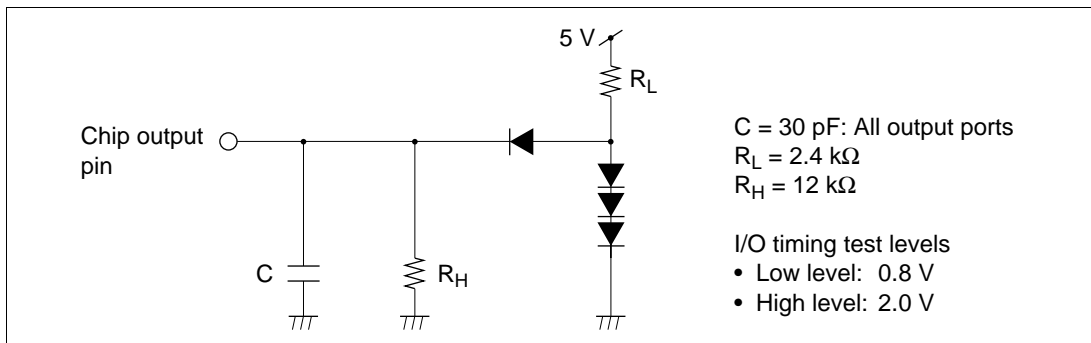 5 V
R_L
Chip output
pin
C
R_H
C = 30 pF: All output ports
R_L = 2.4 kΩ
R_H = 12 kΩ
I/O timing test levels
• Low level: 0.8 V
• High level: 2.0 V